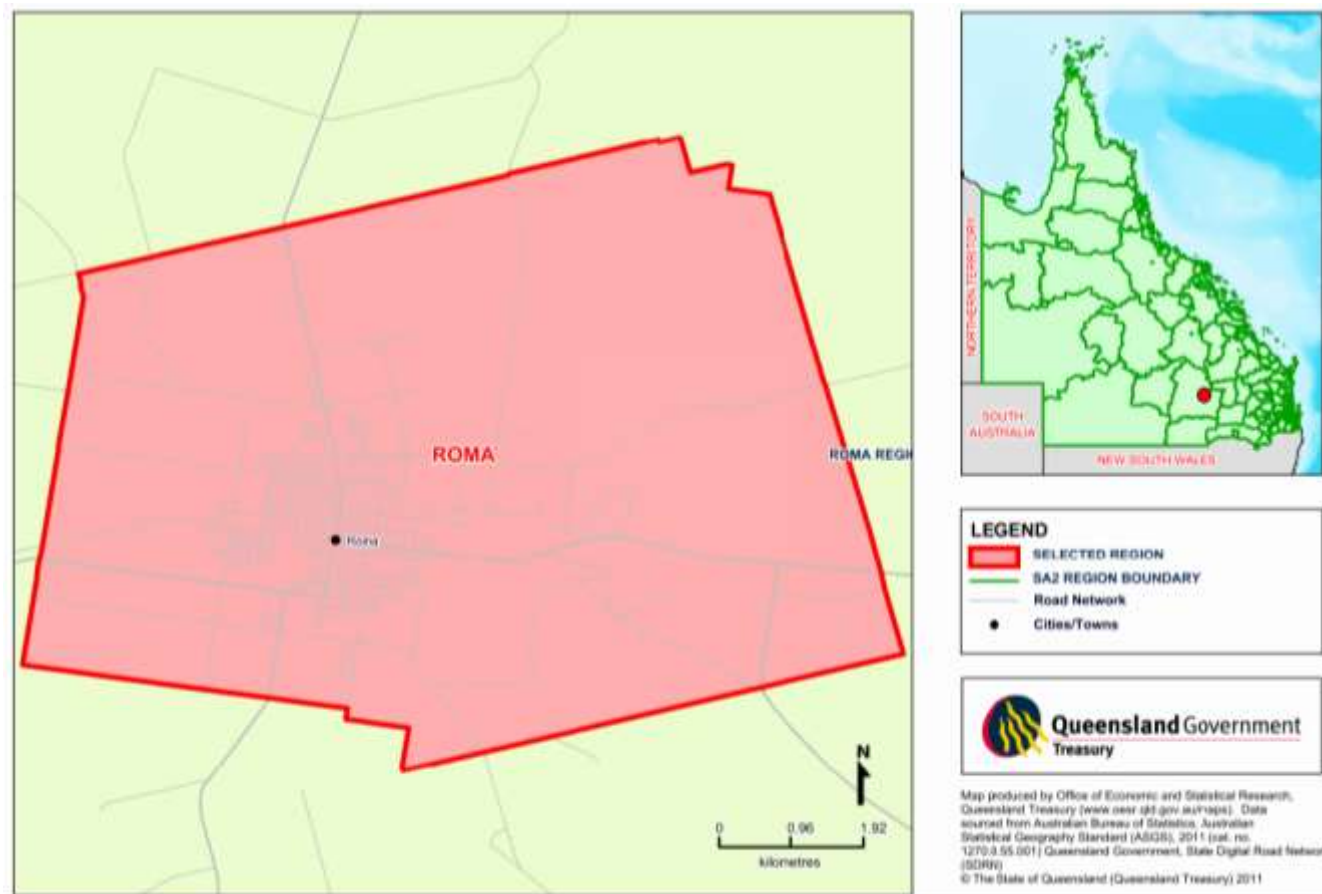 ROMA
ROMA REGI
Roma
N
0 0.96 1.92
kilometres
NORTHERN TERRITORY
SOUTH
AUSTRALIA
NEW SOUTH WALES
LEGEND
SELECTED REGION
SA2 REGION BOUNDARY
Road Network
Cities/Towns
Queensland Government
Treasury
Map produced by Office of Economic and Statistical Research,
Queensland Treasury (www.oesr.qld.gov.au/maps). Data
sourced from Australian Bureau of Statistics, Australian
Statistical Geography Standard (ASGS), 2011 (cat. no.
1270.0.55.001) Queensland Government, State Digital Road Networ
(SDRN)
© The State of Queensland (Queensland Treasury) 2011